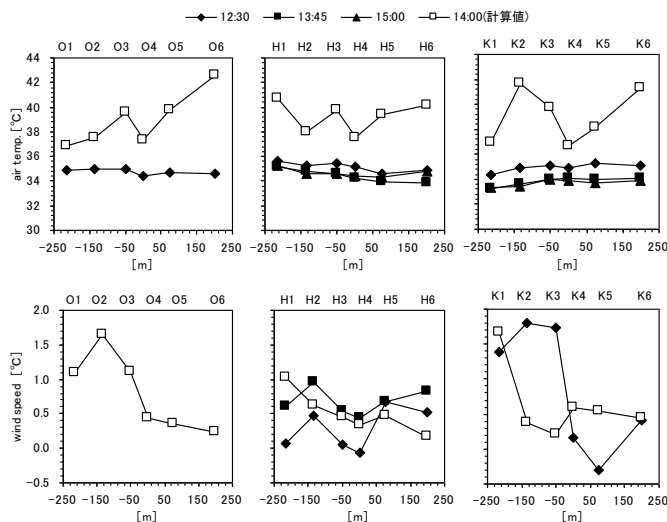 12:30 13:45 15:00 14:00(計算値)
O1 O2 O3 O4 O5 O6
H1 H2 H3 H4 H5 H6
K1 K2 K3 K4 K5 K6
air temp. [℃]
44
42
40
38
36
34
32
30
-250 -150 -50 50 150 250
[m]
-250 -150 -50 50 150 250
[m]
-250 -150 -50 50 150 250
[m]
O1 O2 O3 O4 O5 O6
H1 H2 H3 H4 H5 H6
K1 K2 K3 K4 K5 K6
wind speed [℃]
2.0
1.5
1.0
0.5
0.0
-0.5
-250 -150 -50 50 150 250
[m]
-250 -150 -50 50 150 250
[m]
-250 -150 -50 50 150 250
[m]